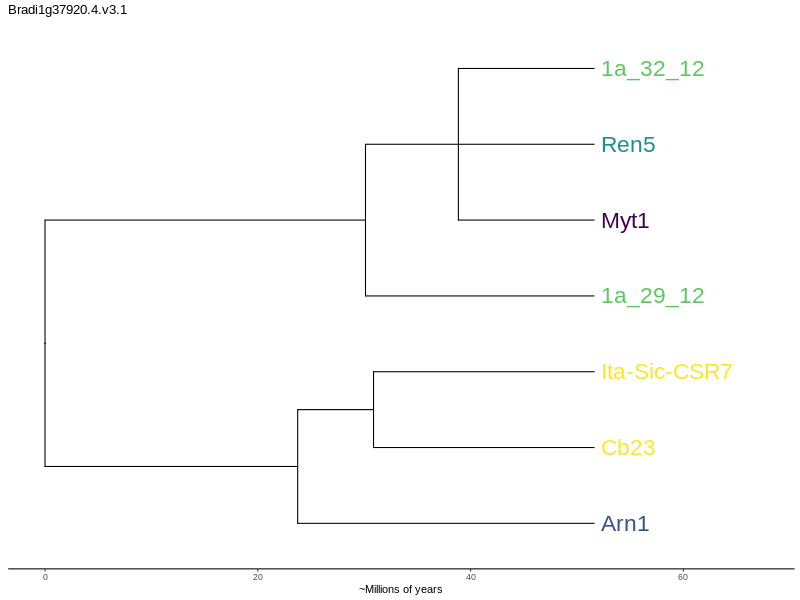 Bradi1g37920.4.v3.1
1a_32_12
Ren5
Myt1
1a_29_12
Ita-Sic-CSR7
Cb23
Arn1
0 20 40 60
~Millions of years